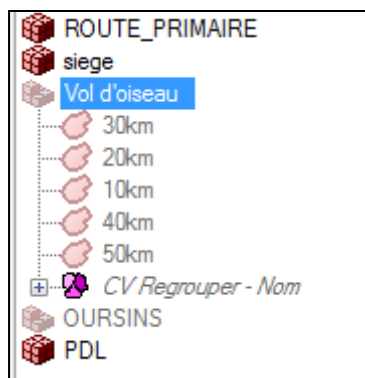 ROUTE_PRIMAIRE
siege
Vol d'oiseau
30km
20km
10km
40km
50km
CV Regrouper - Nom
OURSINS
PDL